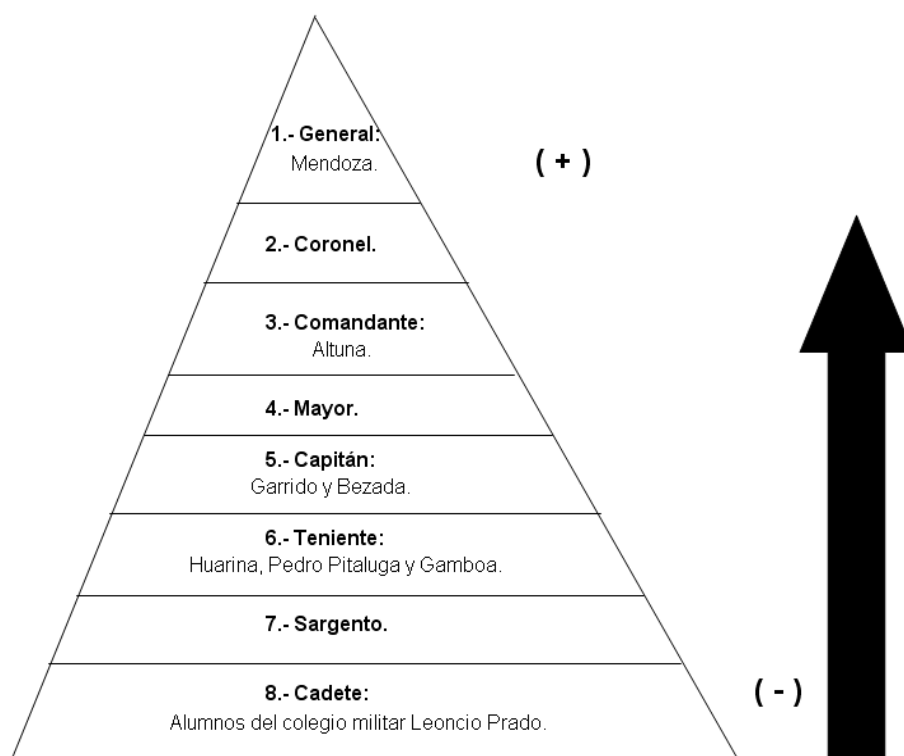 1.- General:
Mendoza.
( + )
2.- Coronel.
3.- Comandante:
Altuna.
4.- Mayor.
5.- Capitán:
Garrido y Bezada.
6.- Teniente:
Huarina, Pedro Pitaluga y Gamboa.
7.- Sargento.
8.- Cadete:
( - )
Alumnos del colegio militar Leoncio Prado.